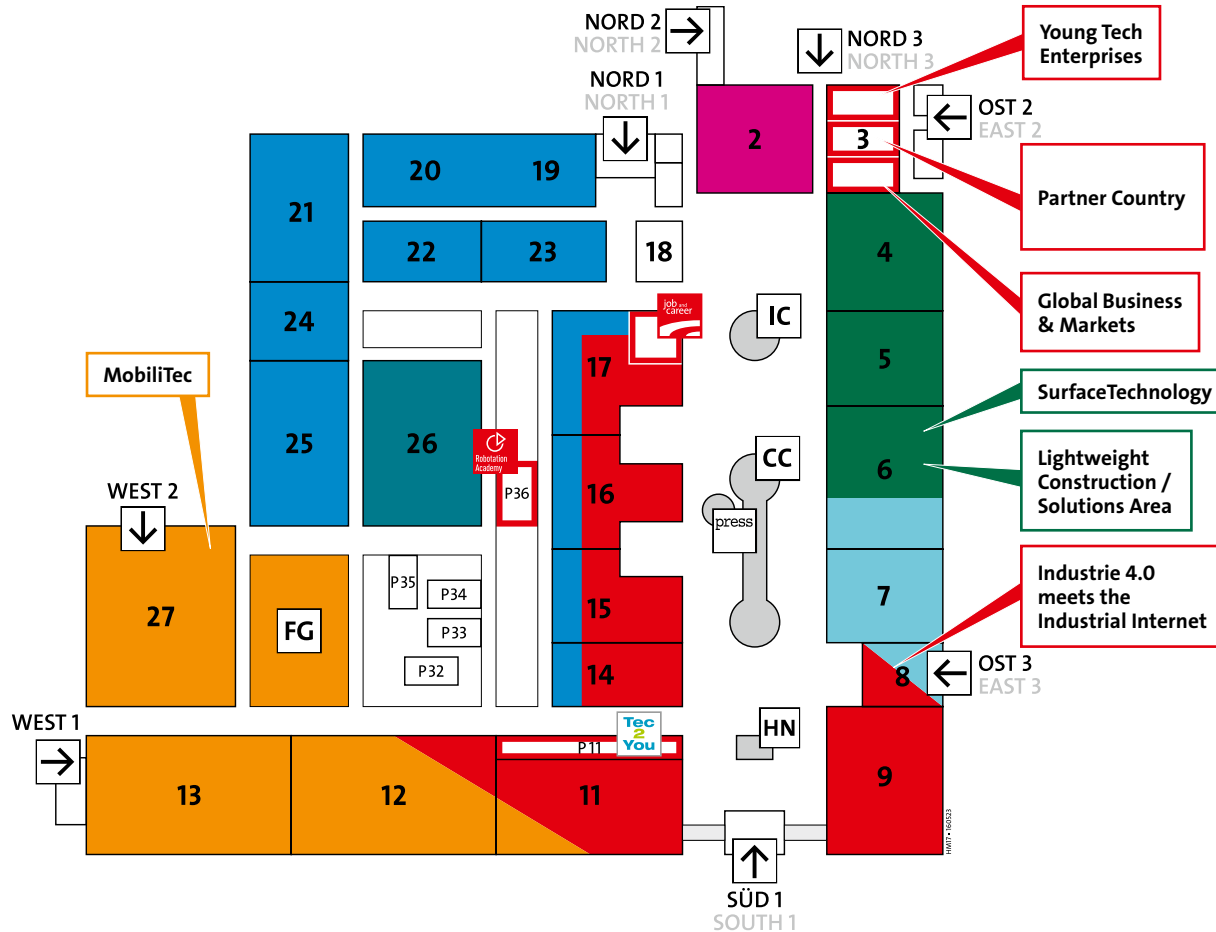 NORD 2
NORTH 2
NORD 3
NORTH 3
Young Tech
Enterprises
NORD 1
NORTH 1
OST 2
EAST 2
2
3
20
19
21
Partner Country
22
23
18
4
24
job and
career
IC
Global Business
& Markets
17
5
MobiliTec
SurfaceTechnology
25
26
Robotation
Academy
CC
6
Lightweight
Construction /
Solutions Area
WEST 2
P36
16
press
P35
P34
Industrie 4.0
meets the
Industrial Internet
7
27
FG
15
P33
P32
14
8
OST 3
EAST 3
WEST 1
Tec
2
You
P11
HN
13
12
11
9
HM17 • 160523
SÜD 1
SOUTH 1